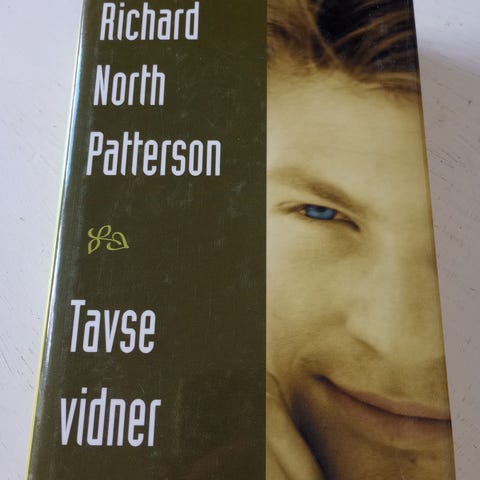 Richard
North
Patterson
Tavse
vidner